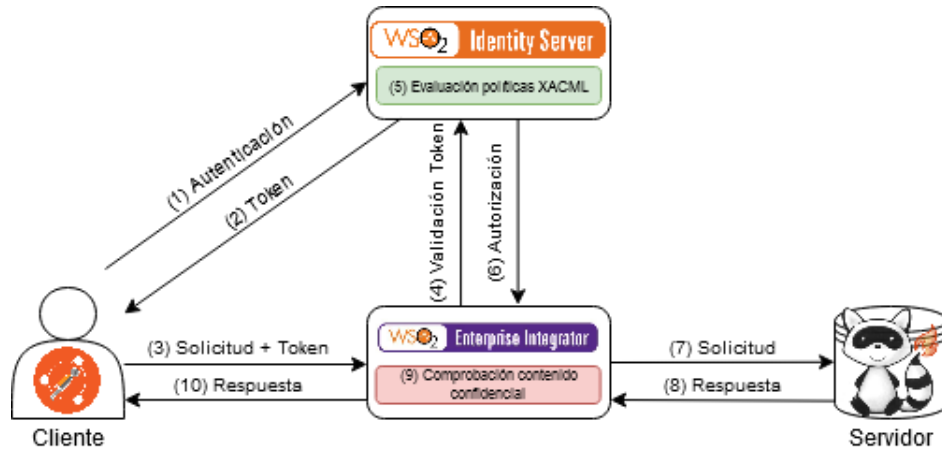 WSO2 Identity Server
(5) Evaluación políticas XACML
(1) Autenticación
(2) Token
(4) Validación Token
(6) Autorización
WSO2 Enterprise Integrator
(9) Comprobación contenido
confidencial
(3) Solicitud + Token
(10) Respuesta
(7) Solicitud
(8) Respuesta
Cliente
Servidor